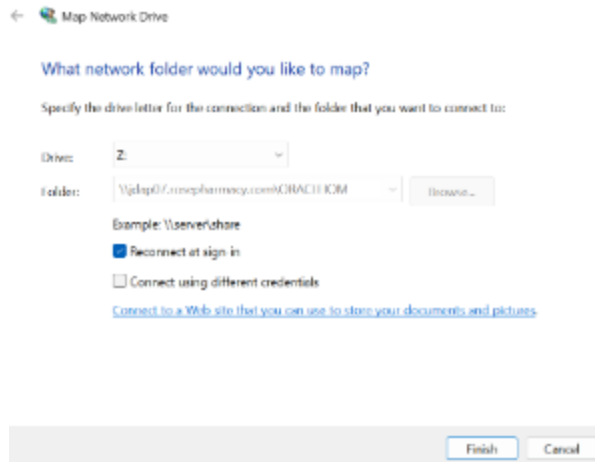 Map Network Drive
What network folder would you like to map?
Specify the drive letter for the connection and the folder that you want to connect to:
Drive: Z:
Folder: Browse...
Example: \\server\share
Reconnect at sign-in
Connect using different credentials
Connect to a Web site that you can use to store your documents and pictures.
Finish Cancel